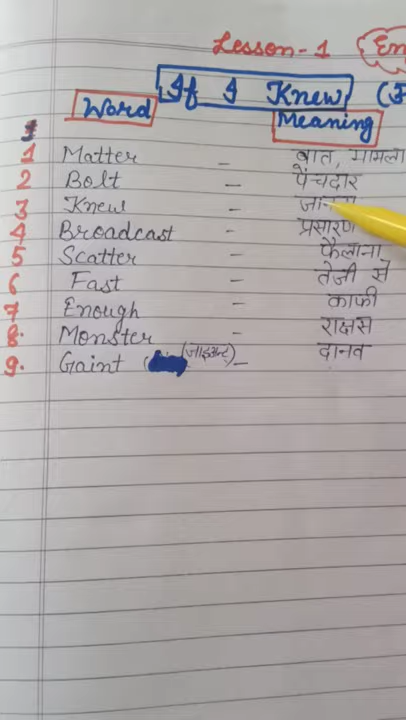 Lesson - 1
If I Knew
Word Meaning
1 Matter - बात, मामला
2 Bolt - पेंचदार
3 Knew -
4 Broadcast - प्रसारण
5 Scatter - फैलाना
6 Fast - तेजी से
7 Enough - काफी
8. Monster - राक्षस
9. Gaint (जाइअन्ट) - दानव